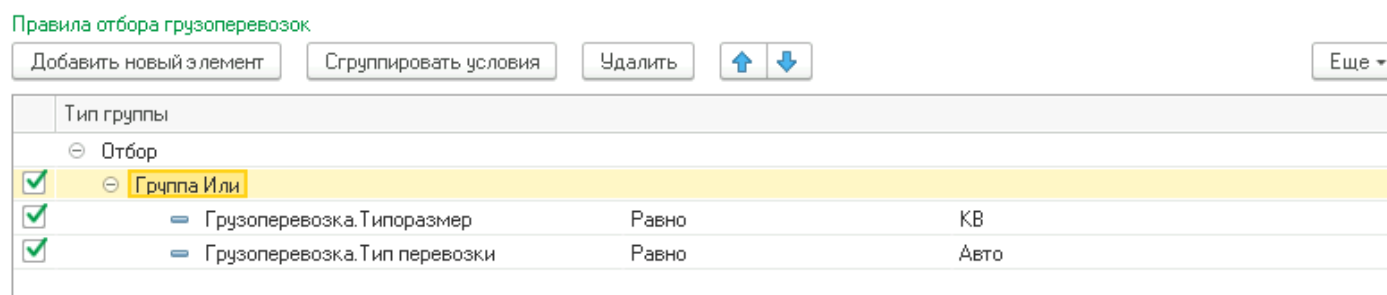 Правила отбора грузоперевозок
Добавить новый элемент Сгруппировать условия Удалить Еще
Тип группы
Отбор
Группа Или
Грузоперевозка.Типоразмер Равно КВ
Грузоперевозка.Тип перевозки Равно Авто